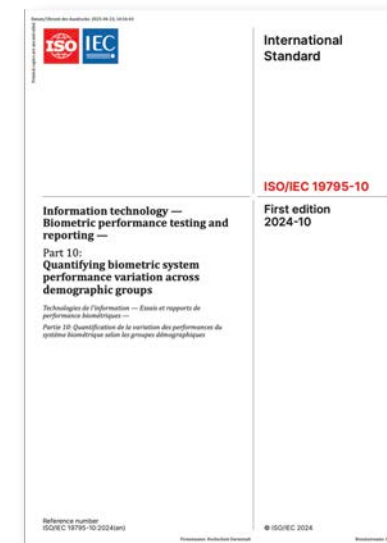 ISO IEC
International
Standard
ISO/IEC 19795-10
First edition
2024-10
Information technology —
Biometric performance testing and
reporting —
Part 10:
Quantifying biometric system
performance variation across
demographic groups
Technologies de l'information — Essais et rapports de
performance biométriques —
Partie 10: Quantification de la variation des performances du
système biométrique selon les groupes démographiques
Reference number
ISO/IEC 19795-10:2024(en)
© ISO/IEC 2024